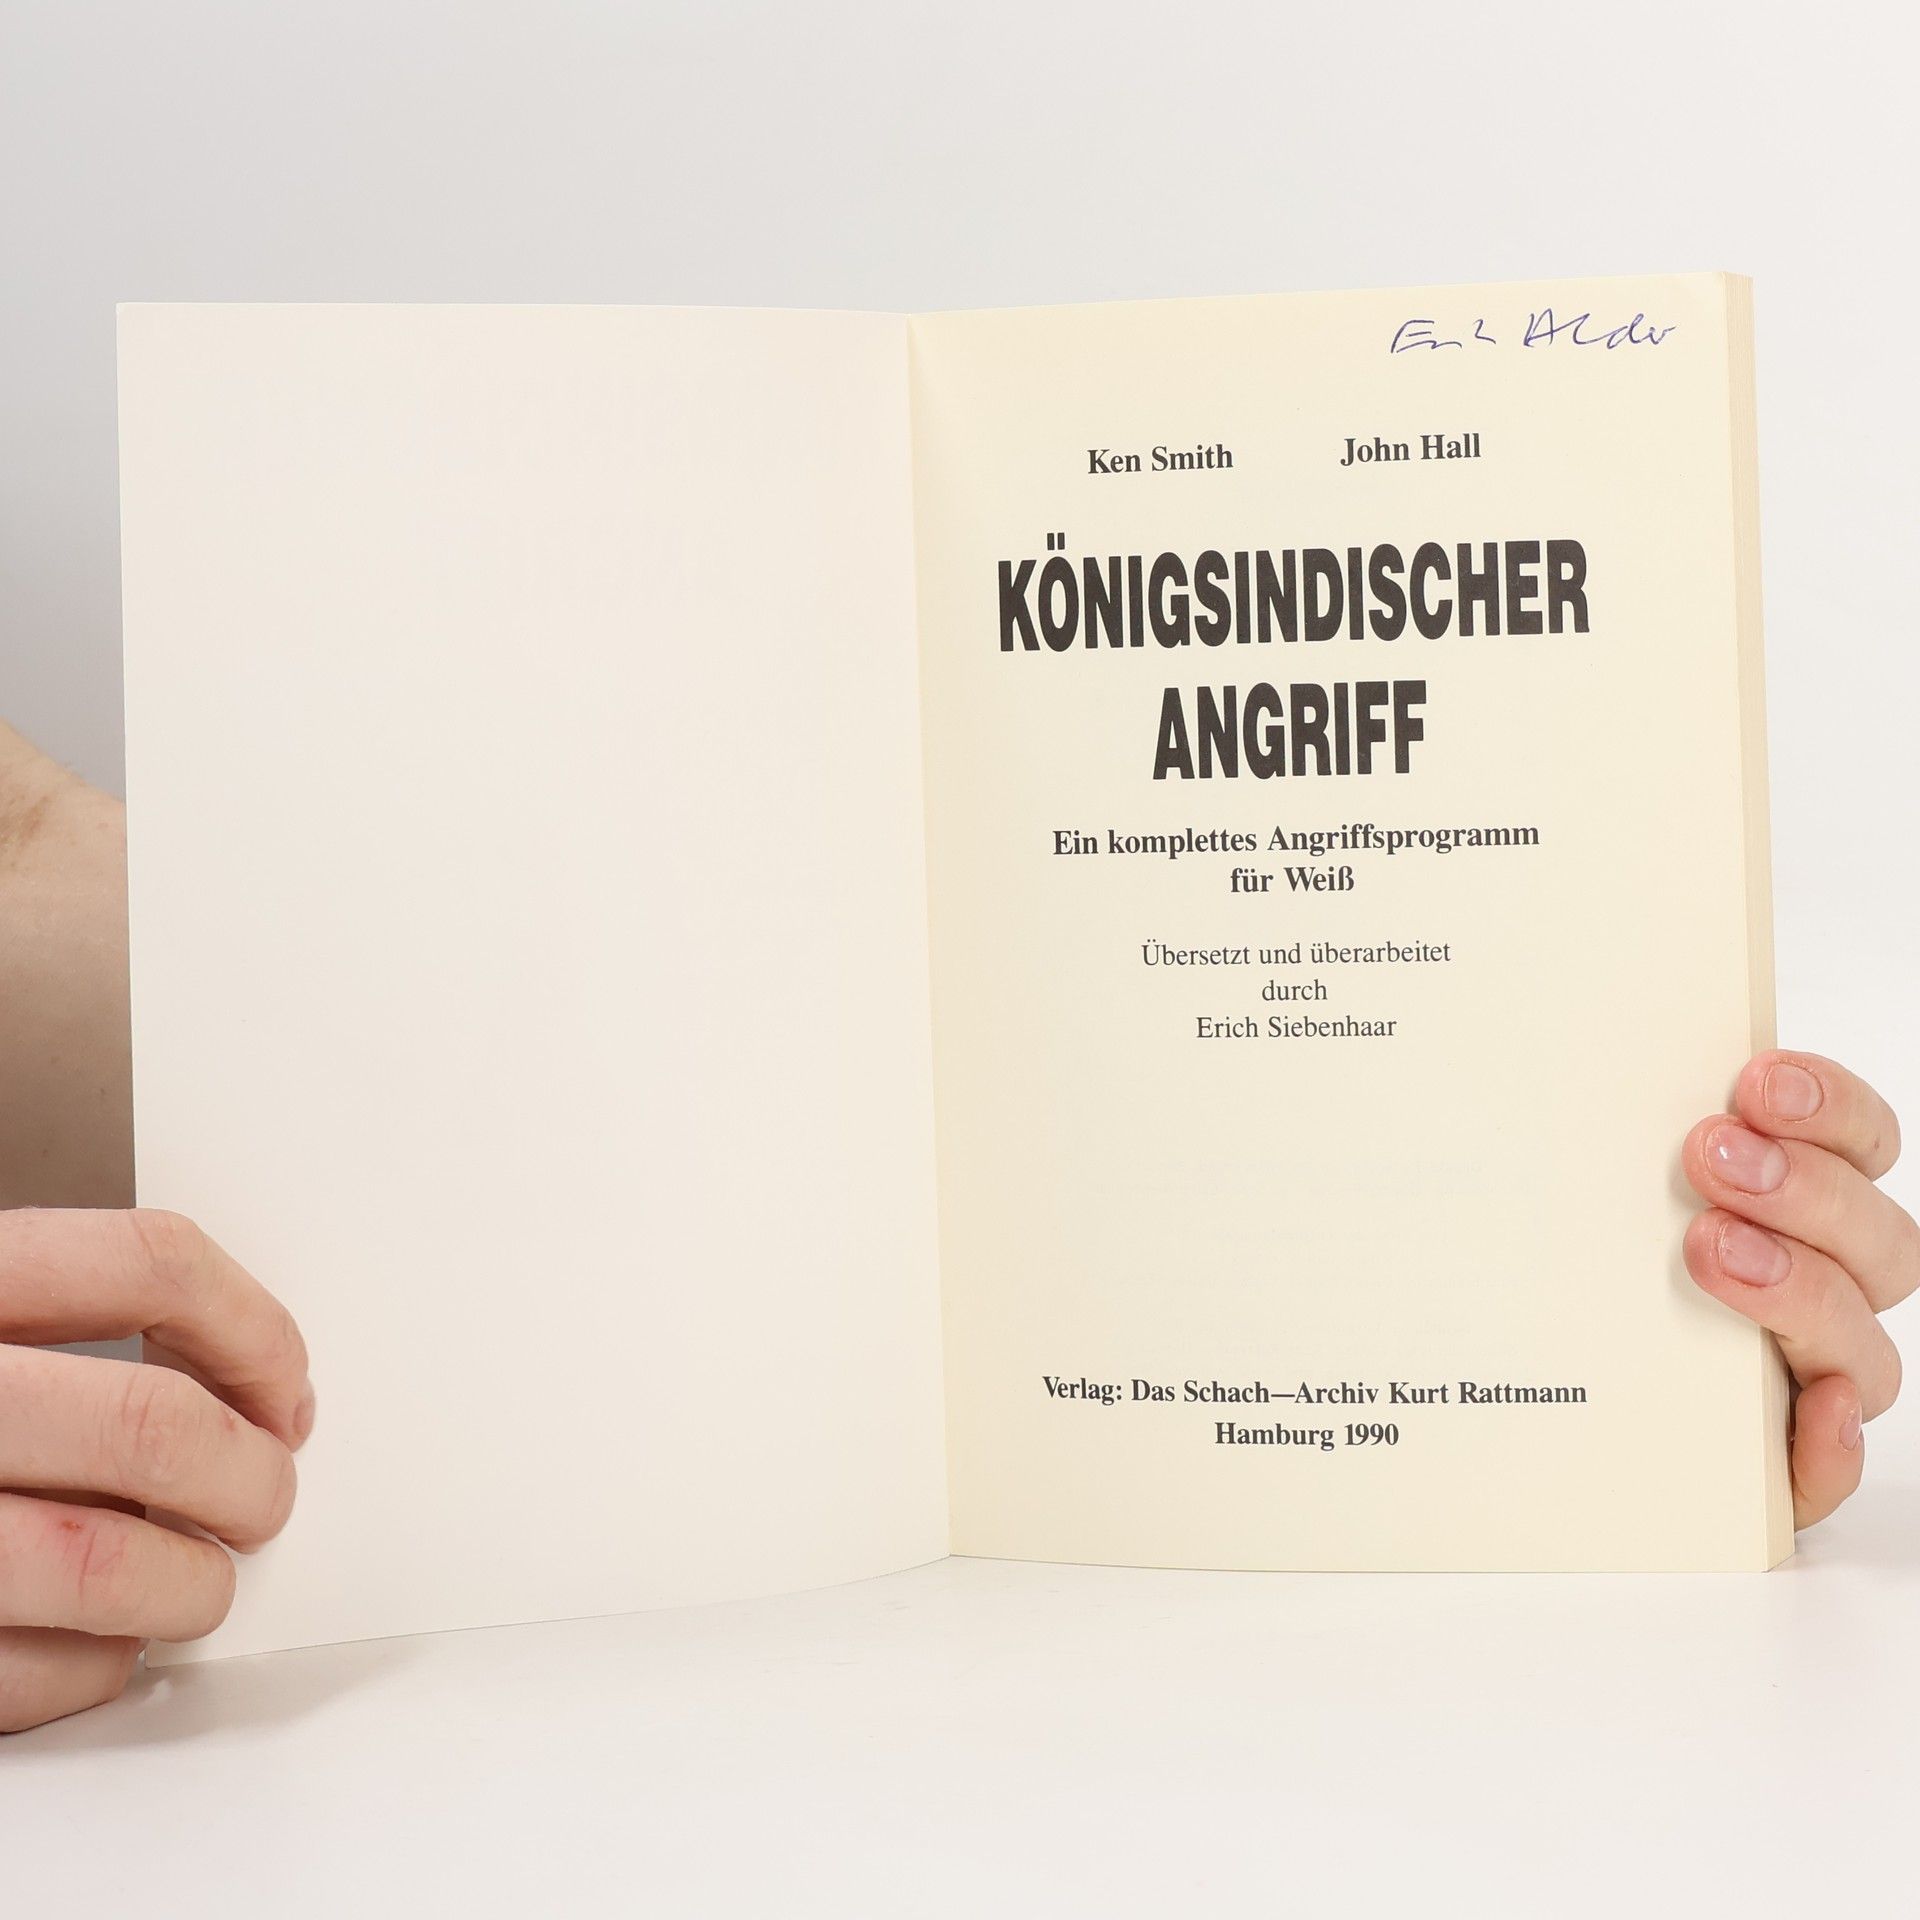 Ken Smith John Hall
KÖNIGSINDISCHER
ANGRIFF
Ein komplettes Angriffsprogramm
für Weiß
Übersetzt und überarbeitet
durch
Erich Siebenhaar
Verlag: Das Schach—Archiv Kurt Rattmann
Hamburg 1990